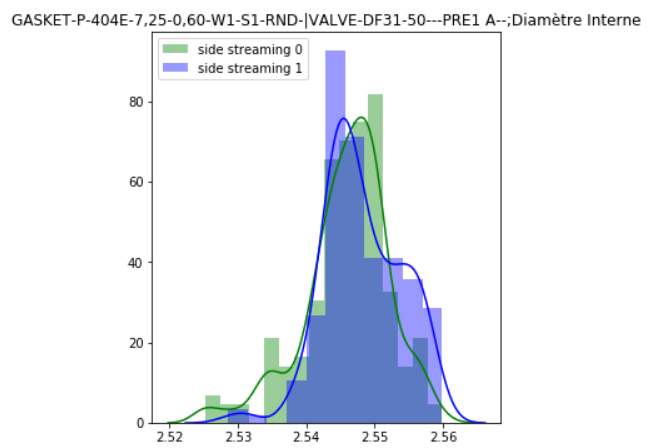 GASKET-P-404E-7,25-0,60-W1-S1-RND-|VALVE-DF31-50---PRE1 A--;Diamètre Interne
side streaming 0
side streaming 1
80
60
40
20
0
2.52 2.53 2.54 2.55 2.56